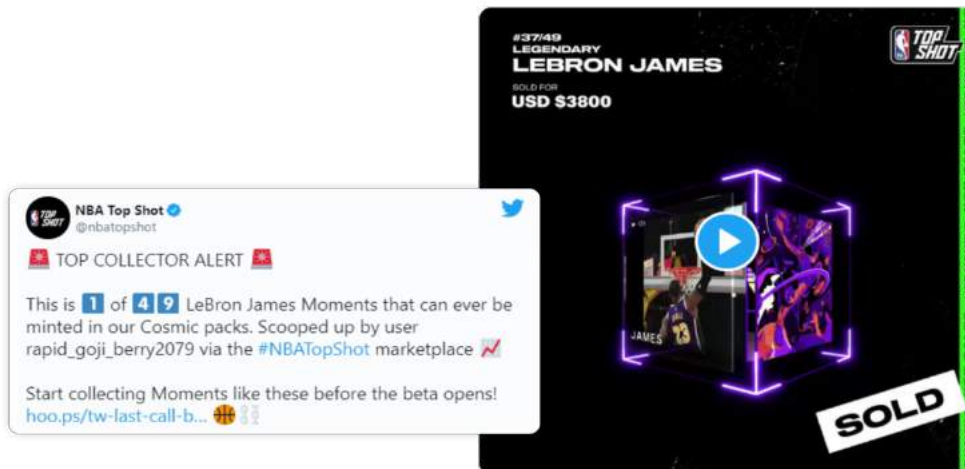 #37/49
LEGENDARY
LEBRON JAMES
SOLD FOR
USD $3800
TOP
SHOT
TOP
SHOT
NBA Top Shot
@nbatopshot
🚨 TOP COLLECTOR ALERT 🚨
This is 1 of 4 9 LeBron James Moments that can ever be
minted in our Cosmic packs. Scooped up by user
rapid_goji_berry2079 via the #NBATopShot marketplace 📈
Start collecting Moments like these before the beta opens!
hoo.ps/tw-last-call-b... 🏀⛓
JAMES
23
SOLD